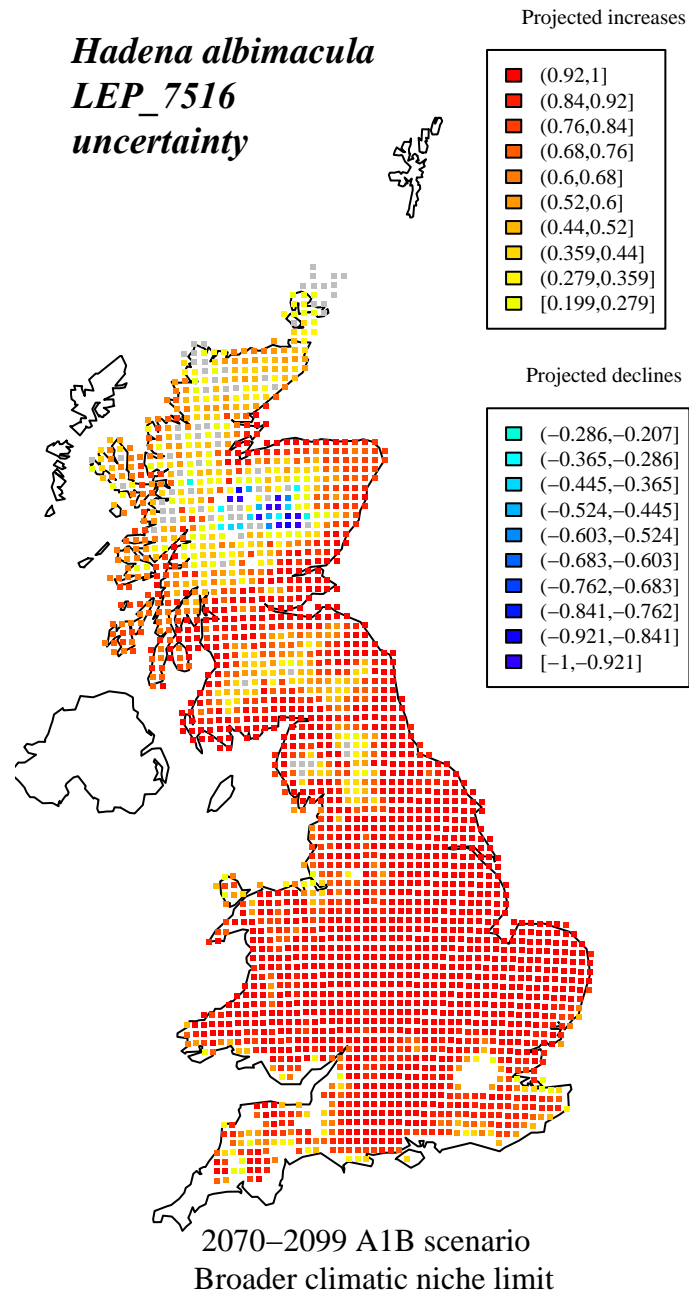 Hadena albimacula
LEP_7516
uncertainty
Projected increases
(0.92,1]
(0.84,0.92]
(0.76,0.84]
(0.68,0.76]
(0.6,0.68]
(0.52,0.6]
(0.44,0.52]
(0.359,0.44]
(0.279,0.359]
[0.199,0.279]
Projected declines
(−0.286,−0.207]
(−0.365,−0.286]
(−0.445,−0.365]
(−0.524,−0.445]
(−0.603,−0.524]
(−0.683,−0.603]
(−0.762,−0.683]
(−0.841,−0.762]
(−0.921,−0.841]
[−1,−0.921]
2070−2099 A1B scenario
Broader climatic niche limit